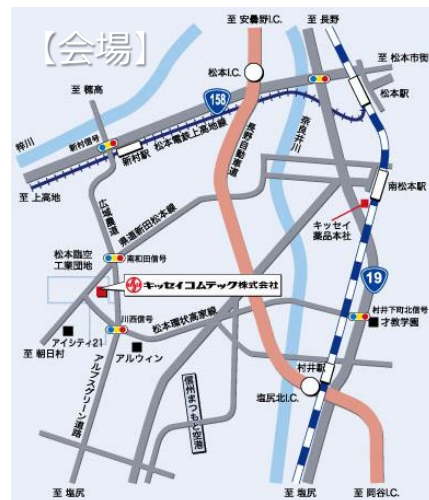 【会場】
至 安曇野I.C.
至 長野
松本I.C.
至 松本市街
松本駅
至 穂高
158
梓川
新村信号
新村駅
松本電鉄上高地線
長野自動車道
奈良井川
至 上高地
広域農道
県道新田松本線
南松本駅
キッセイ
薬品本社
松本臨空
工業団地
南和田信号
キッセイコムテック株式会社
19
川西信号
松本環状高家線
村井下町北信号
才教学園
アイシティ21
アルウィン
至 朝日村
アルプスグリーン道路
信州まつもと空港
村井駅
塩尻北I.C.
至 塩尻
至 塩尻
至 岡谷I.C.